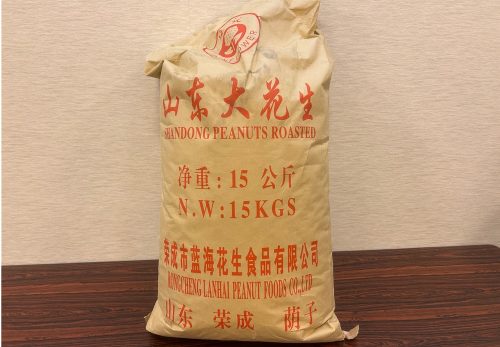 山东大花生
SHANDONG PEANUTS ROASTED
净重:15 公斤
N.W:15KGS
荣成市蓝海花生食品有限公司
RONGCHENG LANHAI PEANUT FOODS CO.,LTD
山东 荣成 荫子